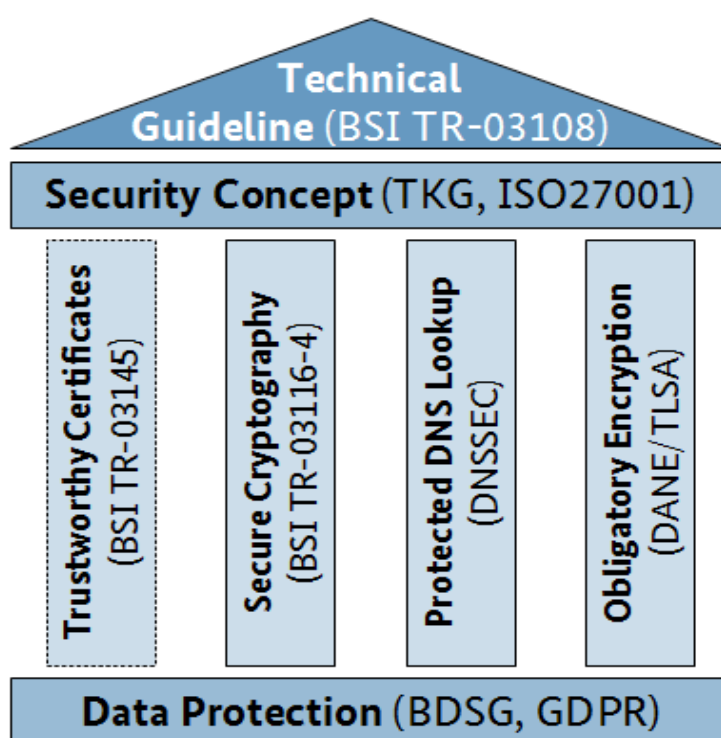 Technical
Guideline (BSI TR-03108)
Security Concept (TKG, ISO27001)
Trustworthy Certificates
(BSI TR-03145)
Secure Cryptography
(BSI TR-03116-4)
Protected DNS Lookup
(DNSSEC)
Obligatory Encryption
(DANE/TLSA)
Data Protection (BDSG, GDPR)